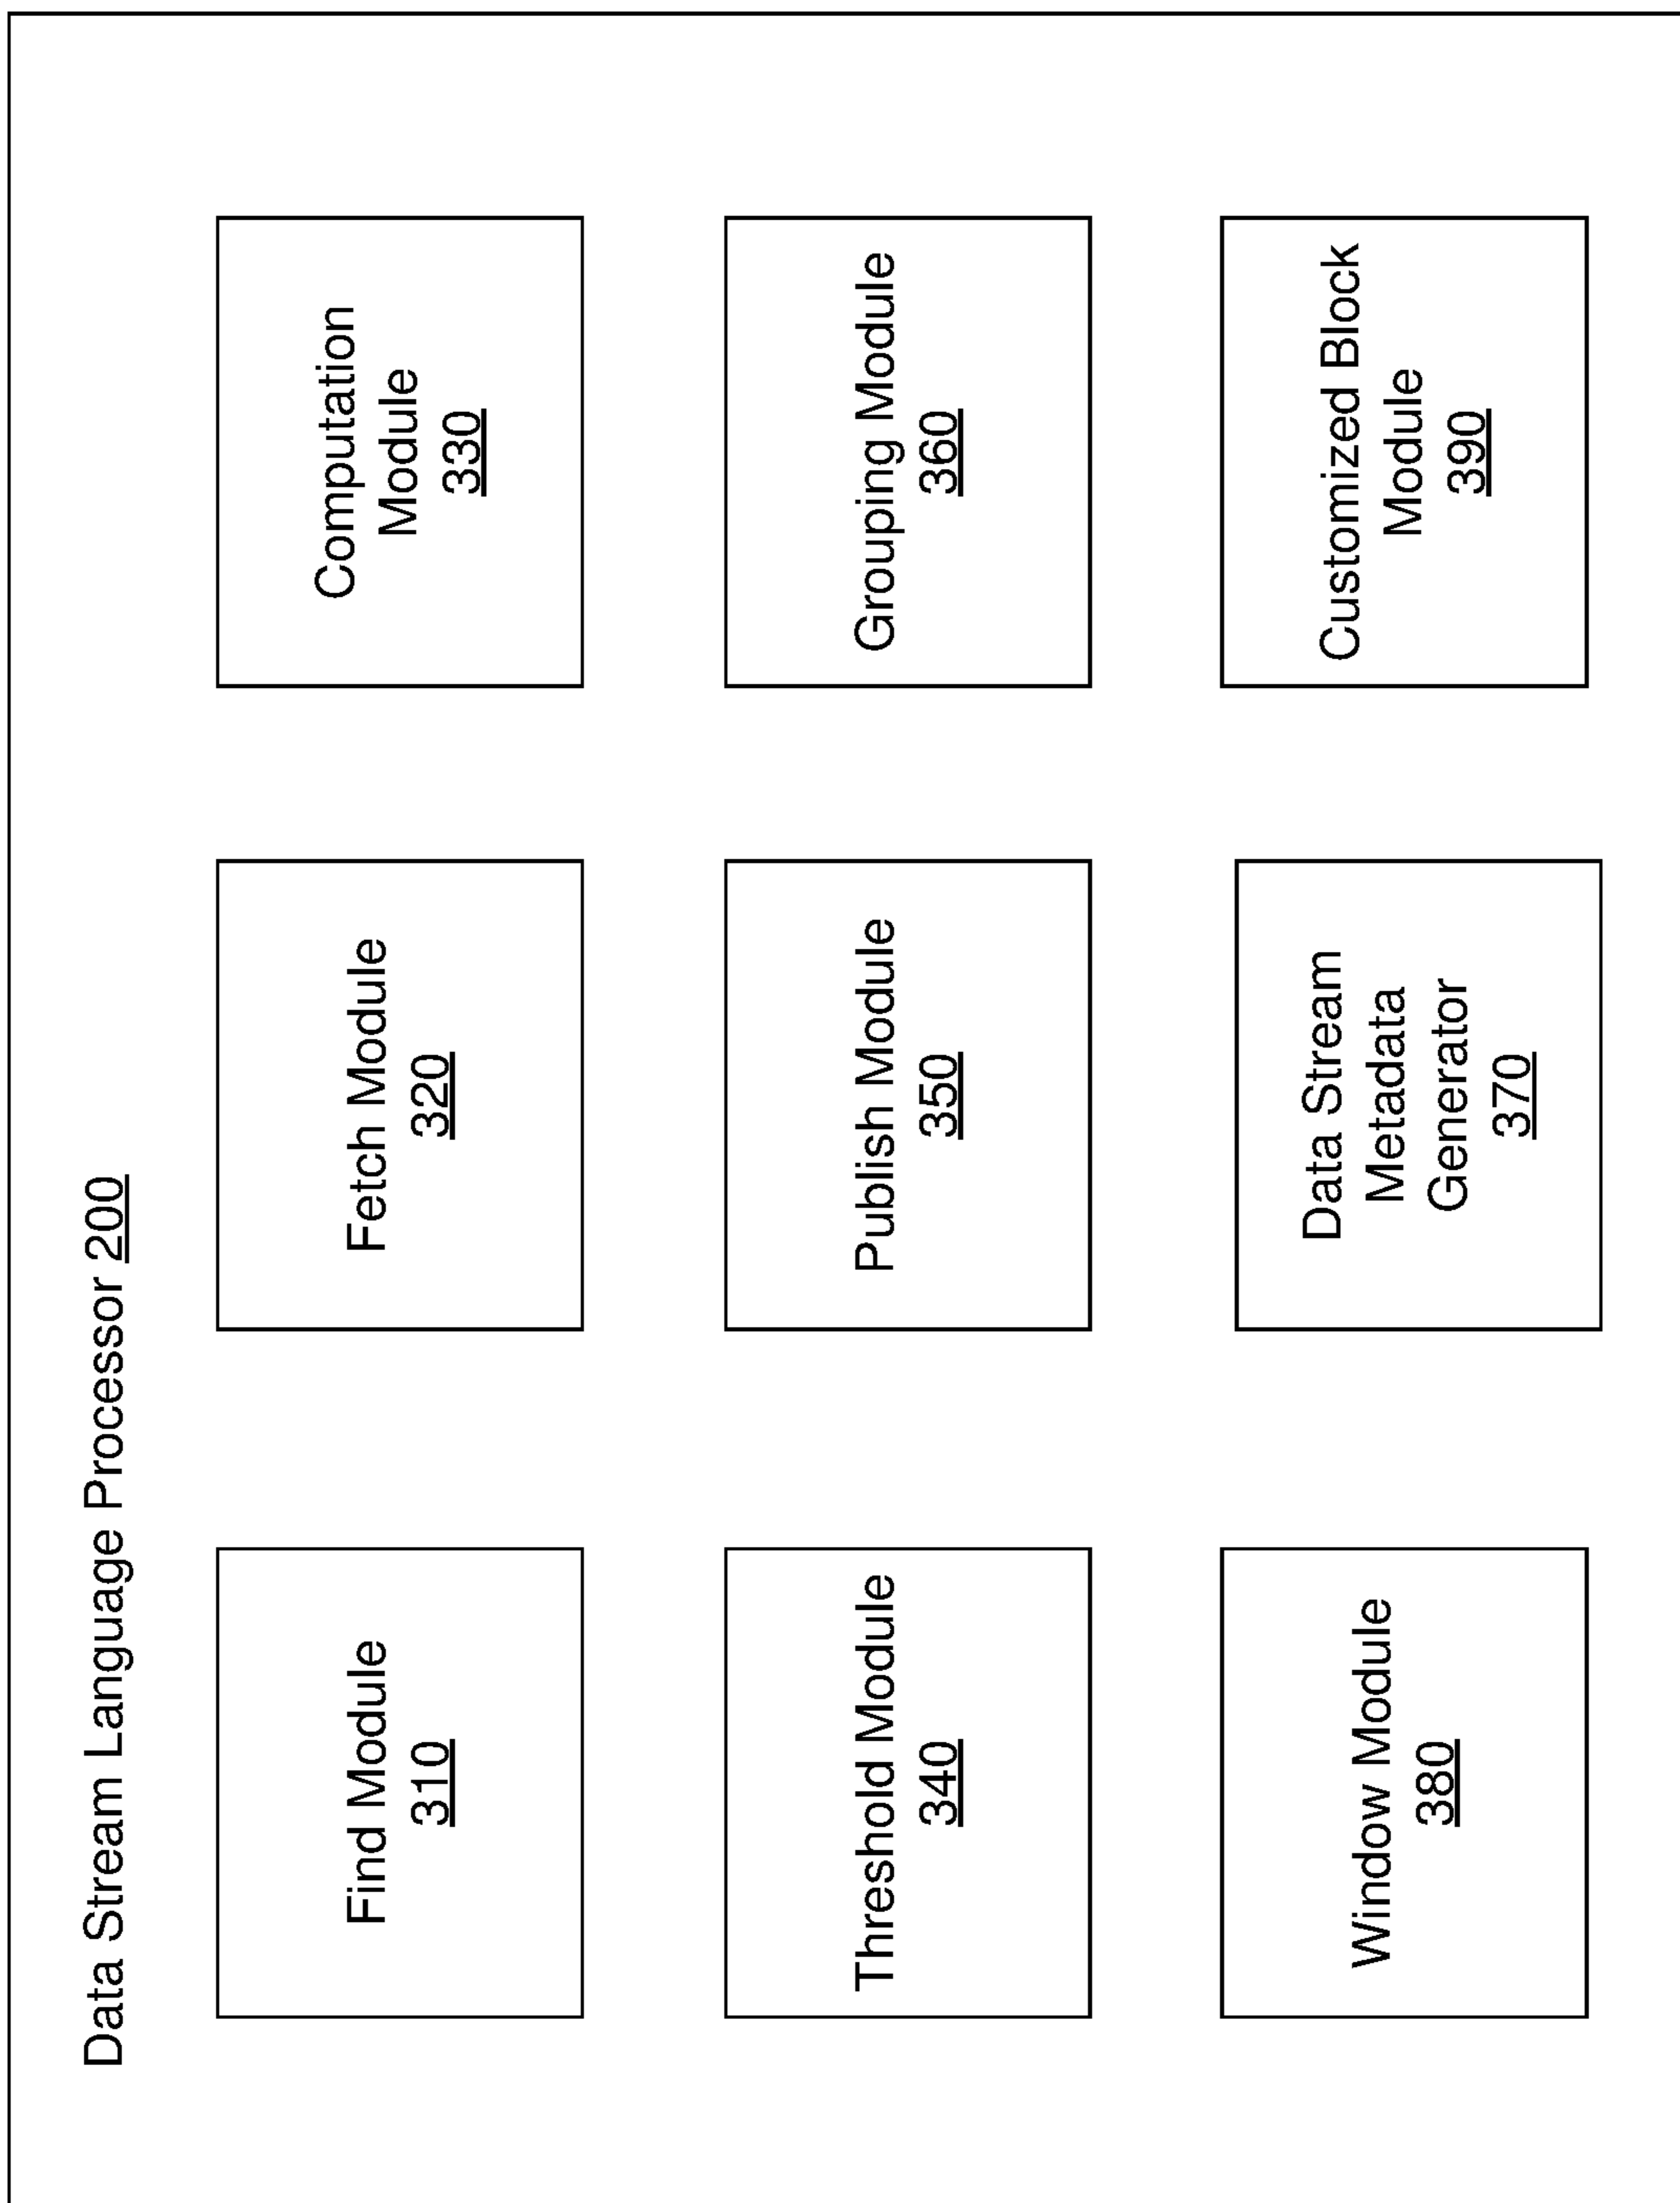 Data Stream Language Processor 200
Find Module
310
Fetch Module
320
Computation
Module
330
Threshold Module
340
Publish Module
350
Grouping Module
360
Window Module
380
Data Stream
Metadata
Generator
370
Customized Block
Module
390